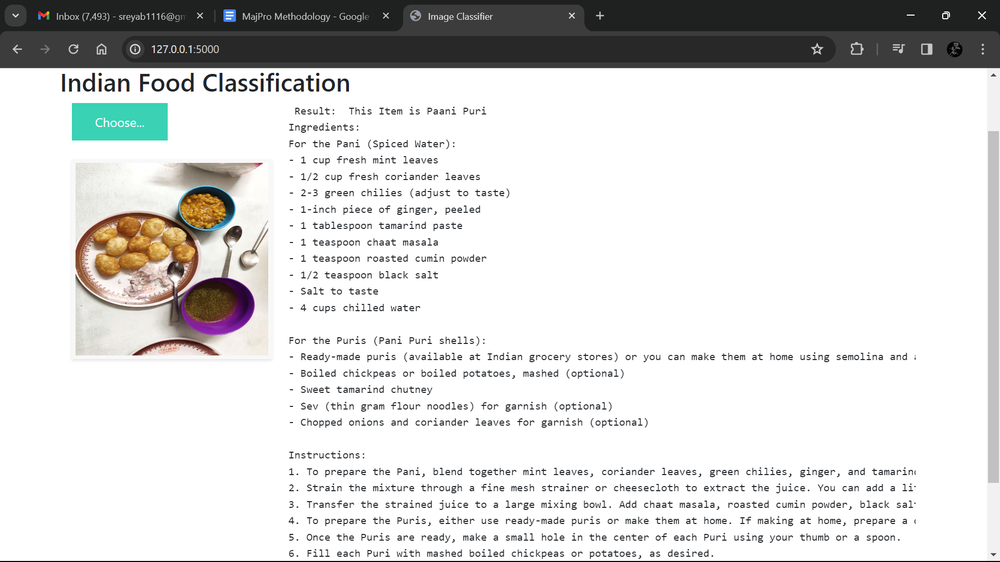 Inbox (7,493) - sreyab1116@gm
MajPro Methodology - Google
Image Classifier
127.0.0.1:5000
Indian Food Classification
Choose...
Result:  This Item is Paani Puri
Ingredients:
For the Pani (Spiced Water):
- 1 cup fresh mint leaves
- 1/2 cup fresh coriander leaves
- 2-3 green chilies (adjust to taste)
- 1-inch piece of ginger, peeled
- 1 tablespoon tamarind paste
- 1 teaspoon chaat masala
- 1 teaspoon roasted cumin powder
- 1/2 teaspoon black salt
- Salt to taste
- 4 cups chilled water
For the Puris (Pani Puri shells):
- Ready-made puris (available at Indian grocery stores) or you can make them at home using semolina and
- Boiled chickpeas or boiled potatoes, mashed (optional)
- Sweet tamarind chutney
- Sev (thin gram flour noodles) for garnish (optional)
- Chopped onions and coriander leaves for garnish (optional)
Instructions:
1. To prepare the Pani, blend together mint leaves, coriander leaves, green chilies, ginger, and tamarind
2. Strain the mixture through a fine mesh strainer or cheesecloth to extract the juice. You can add a lit
3. Transfer the strained juice to a large mixing bowl. Add chaat masala, roasted cumin powder, black salt
4. To prepare the Puris, either use ready-made puris or make them at home. If making at home, prepare a
5. Once the Puris are ready, make a small hole in the center of each Puri using your thumb or a spoon.
6. Fill each Puri with mashed boiled chickpeas or potatoes, as desired.